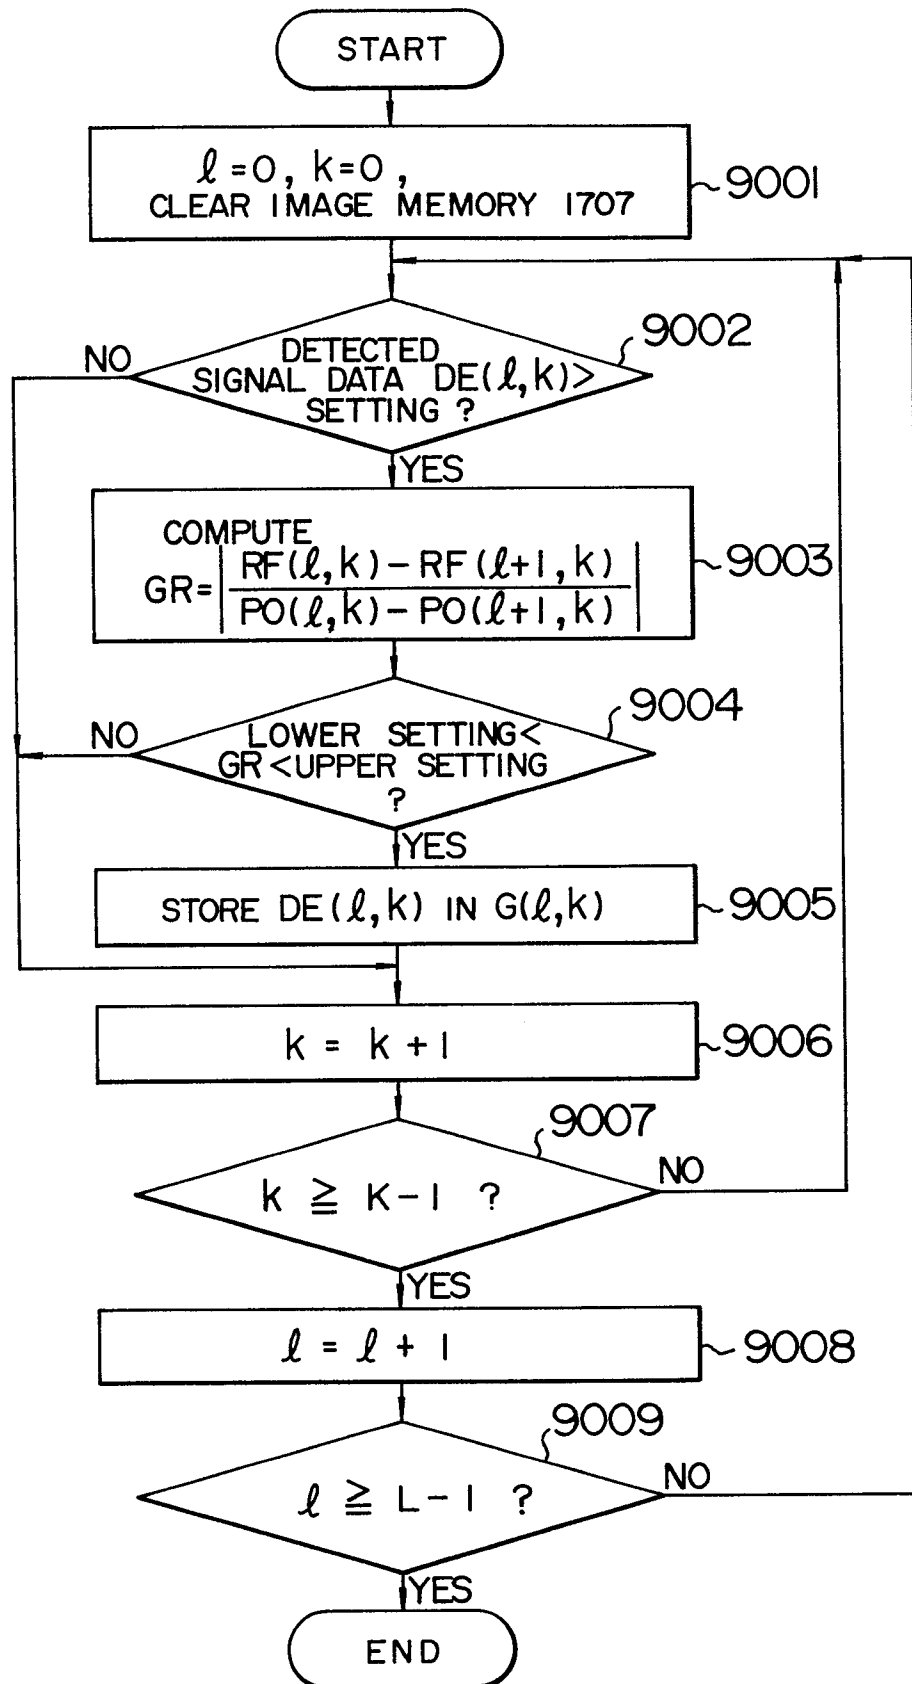 START
ℓ=0, k=0,
CLEAR IMAGE MEMORY 1707
9001
9002
NO
DETECTED
SIGNAL DATA DE(ℓ,k)>
SETTING ?
YES
COMPUTE
GR=|RF(ℓ,k)-RF(ℓ+1,k)
PO(ℓ,k)-PO(ℓ+1,k)|
9003
9004
NO
LOWER SETTING<
GR<UPPER SETTING
?
YES
STORE DE(ℓ,k) IN G(ℓ,k)
9005
k = k+1
9006
9007
NO
k ≧ K-1 ?
YES
ℓ = ℓ + 1
9008
9009
NO
ℓ ≧ L-1 ?
YES
END